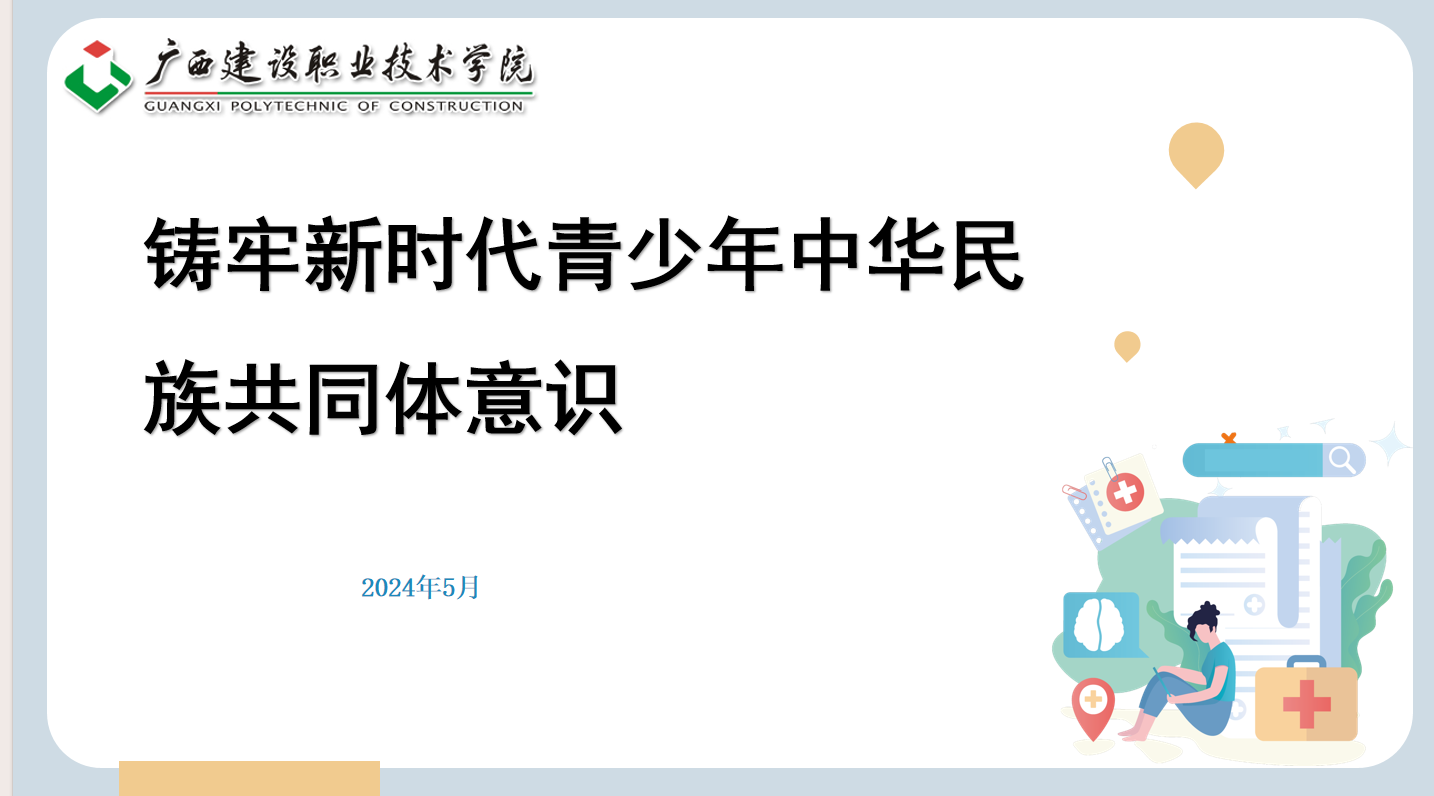 广西建设职业技术学院
GUANGXI POLYTECHNIC OF CONSTRUCTION
铸牢新时代青少年中华民
族共同体意识
2024年5月